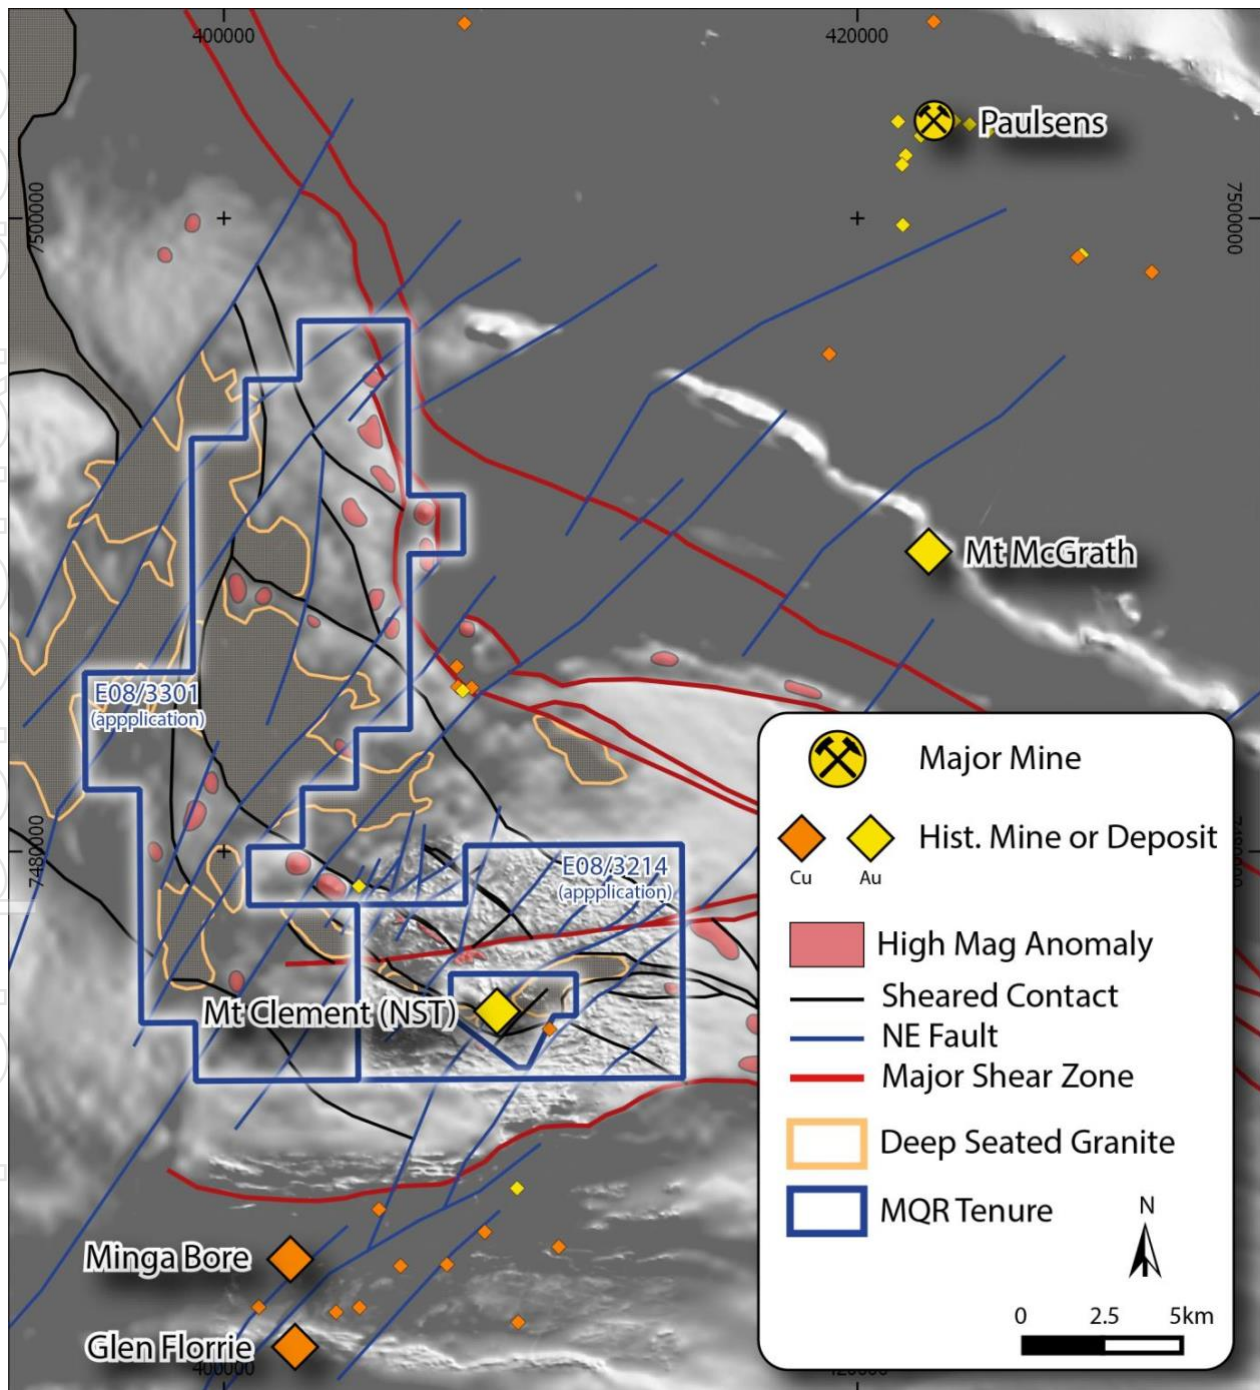 400000
420000
Paulsens
7500000
7500000
Mt McGrath
E08/3301
(appplication)
7480000
E08/3214
(appplication)
Mt Clement (NST)
Minga Bore
Glen Florrie
400000
Major Mine
Hist. Mine or Deposit
Cu
Au
High Mag Anomaly
Sheared Contact
NE Fault
Major Shear Zone
Deep Seated Granite
MQR Tenure
N
0
2.5
5km